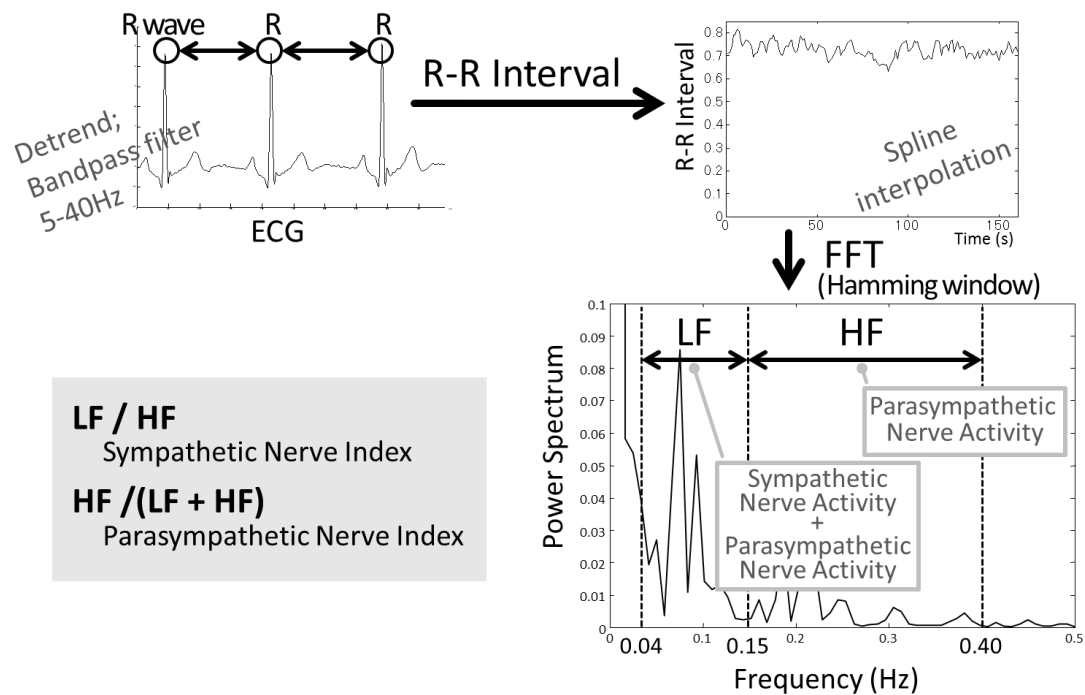 R wave
R
R
Detrend;
Bandpass filter
5-40Hz
ECG
R-R Interval
R-R Interval
0.8
0.7
0.6
0.5
0.4
0.3
0.2
0.1
0
0
50
100
150
Time (s)
Spline
interpolation
FFT
(Hamming window)
LF / HF
Sympathetic Nerve Index
HF /(LF + HF)
Parasympathetic Nerve Index
Power Spectrum
0.1
0.09
0.08
0.07
0.06
0.05
0.04
0.03
0.02
0.01
0
LF
HF
Parasympathetic
Nerve Activity
Sympathetic
Nerve Activity
+
Parasympathetic
Nerve Activity
0
0.04
0.1
0.15
0.2
0.3
0.40
0.5
Frequency (Hz)